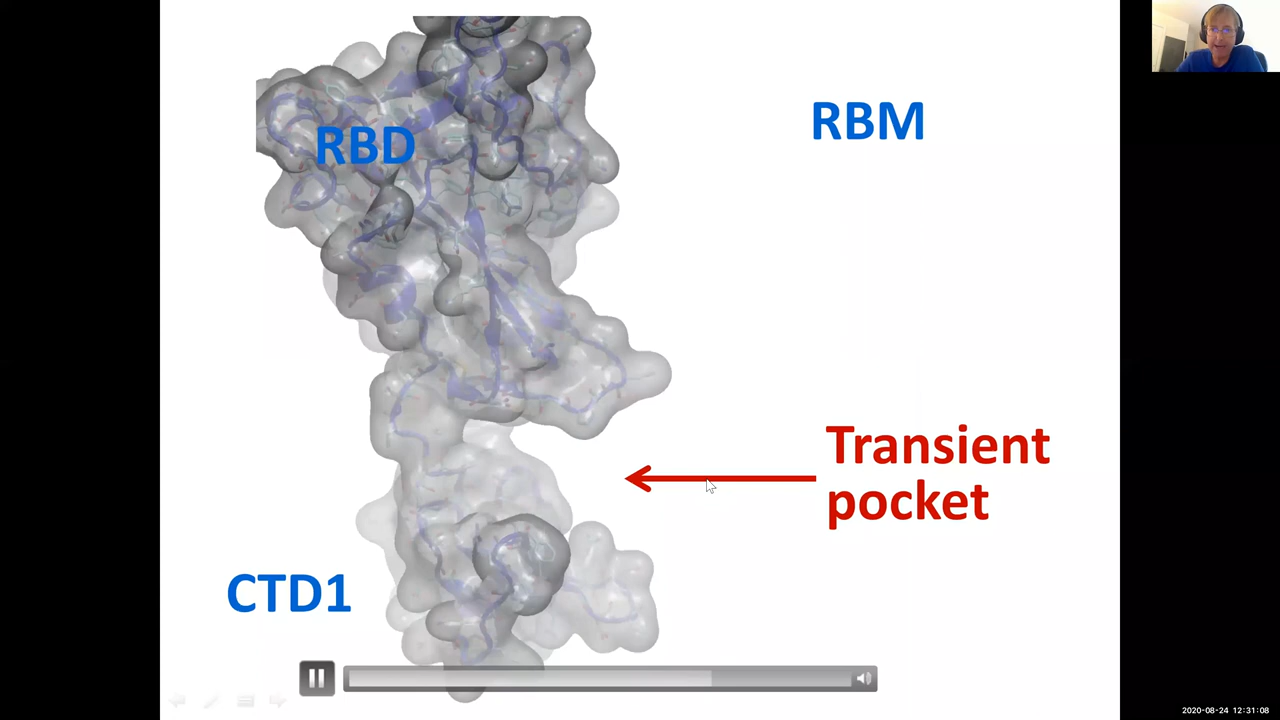 RBD
RBM
Transient
pocket
CTD1
2020-08-24 12:31:08